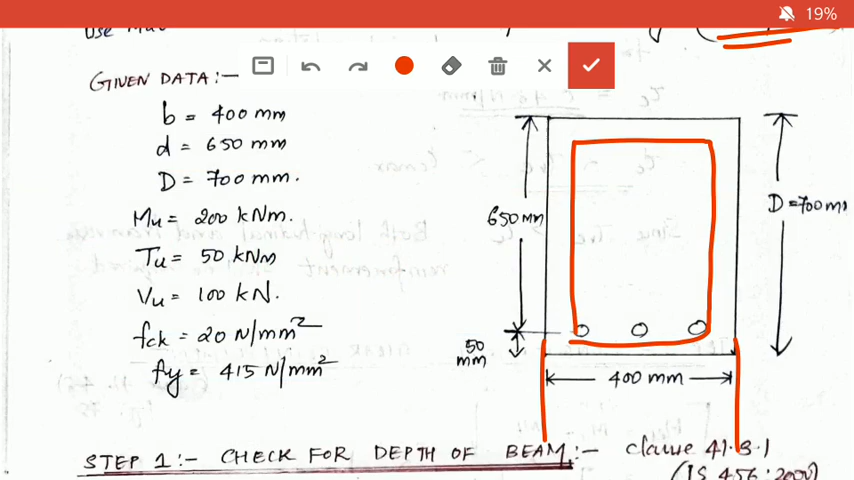 19%
GIVEN DATA:-
b = 400 mm
d = 650 mm
D = 700 mm.
Mu = 200 kNm.
Tu = 50 kNm
Vu = 100 kN.
fck = 20 N/mm²
fy = 415 N/mm²
650 mm
D = 700 mm
50
mm
400 mm
STEP 1:- CHECK FOR DEPTH OF BEAM:- clause 41.3.1
(IS 456:2000)